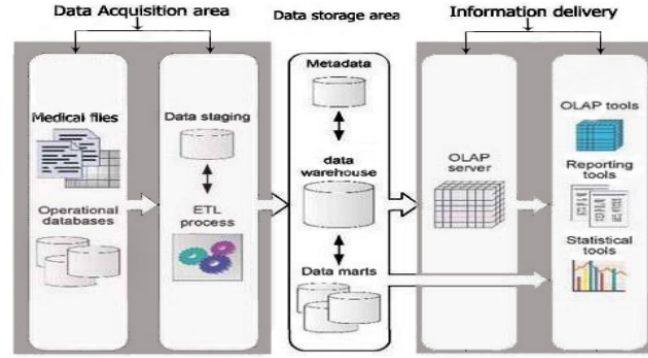 Data Acquisition area
Data storage area
Information delivery
Medical files
Operational
databases
Data staging
ETL
process
Metadata
data
warehouse
Data marts
OLAP
server
OLAP tools
Reporting
tools
Statistical
tools